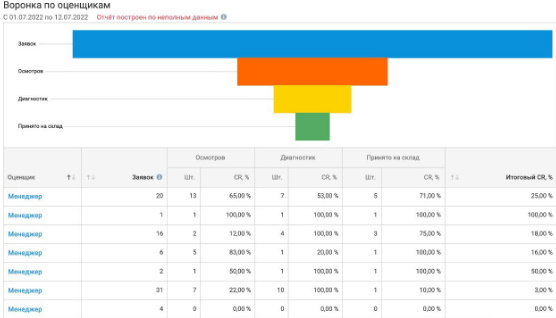 Воронка по оценщикам
С 01.07.2022 по 12.07.2022 Отчёт построен по неполным данным
Заявок
Осмотров
Диагностик
Принято на склад
Осмотров Диагностик Принято на склад
Оценщик ↑↓ ↑↓ Заявок Шт. CR, % Шт. CR, % Шт. CR, % ↑↓ Итоговый CR, %
Менеджер 20 13 65,00 % 7 53,00 % 5 71,00 % 25,00 %
Менеджер 1 1 100,00 % 1 100,00 % 1 100,00 % 100,00 %
Менеджер 16 2 12,00 % 4 100,00 % 3 75,00 % 18,00 %
Менеджер 6 5 83,00 % 1 20,00 % 1 100,00 % 16,00 %
Менеджер 2 1 50,00 % 1 100,00 % 1 100,00 % 50,00 %
Менеджер 31 7 22,00 % 10 100,00 % 1 10,00 % 3,00 %
Менеджер 4 0 0,00 % 0 0,00 % 0 0,00 % 0,00 %